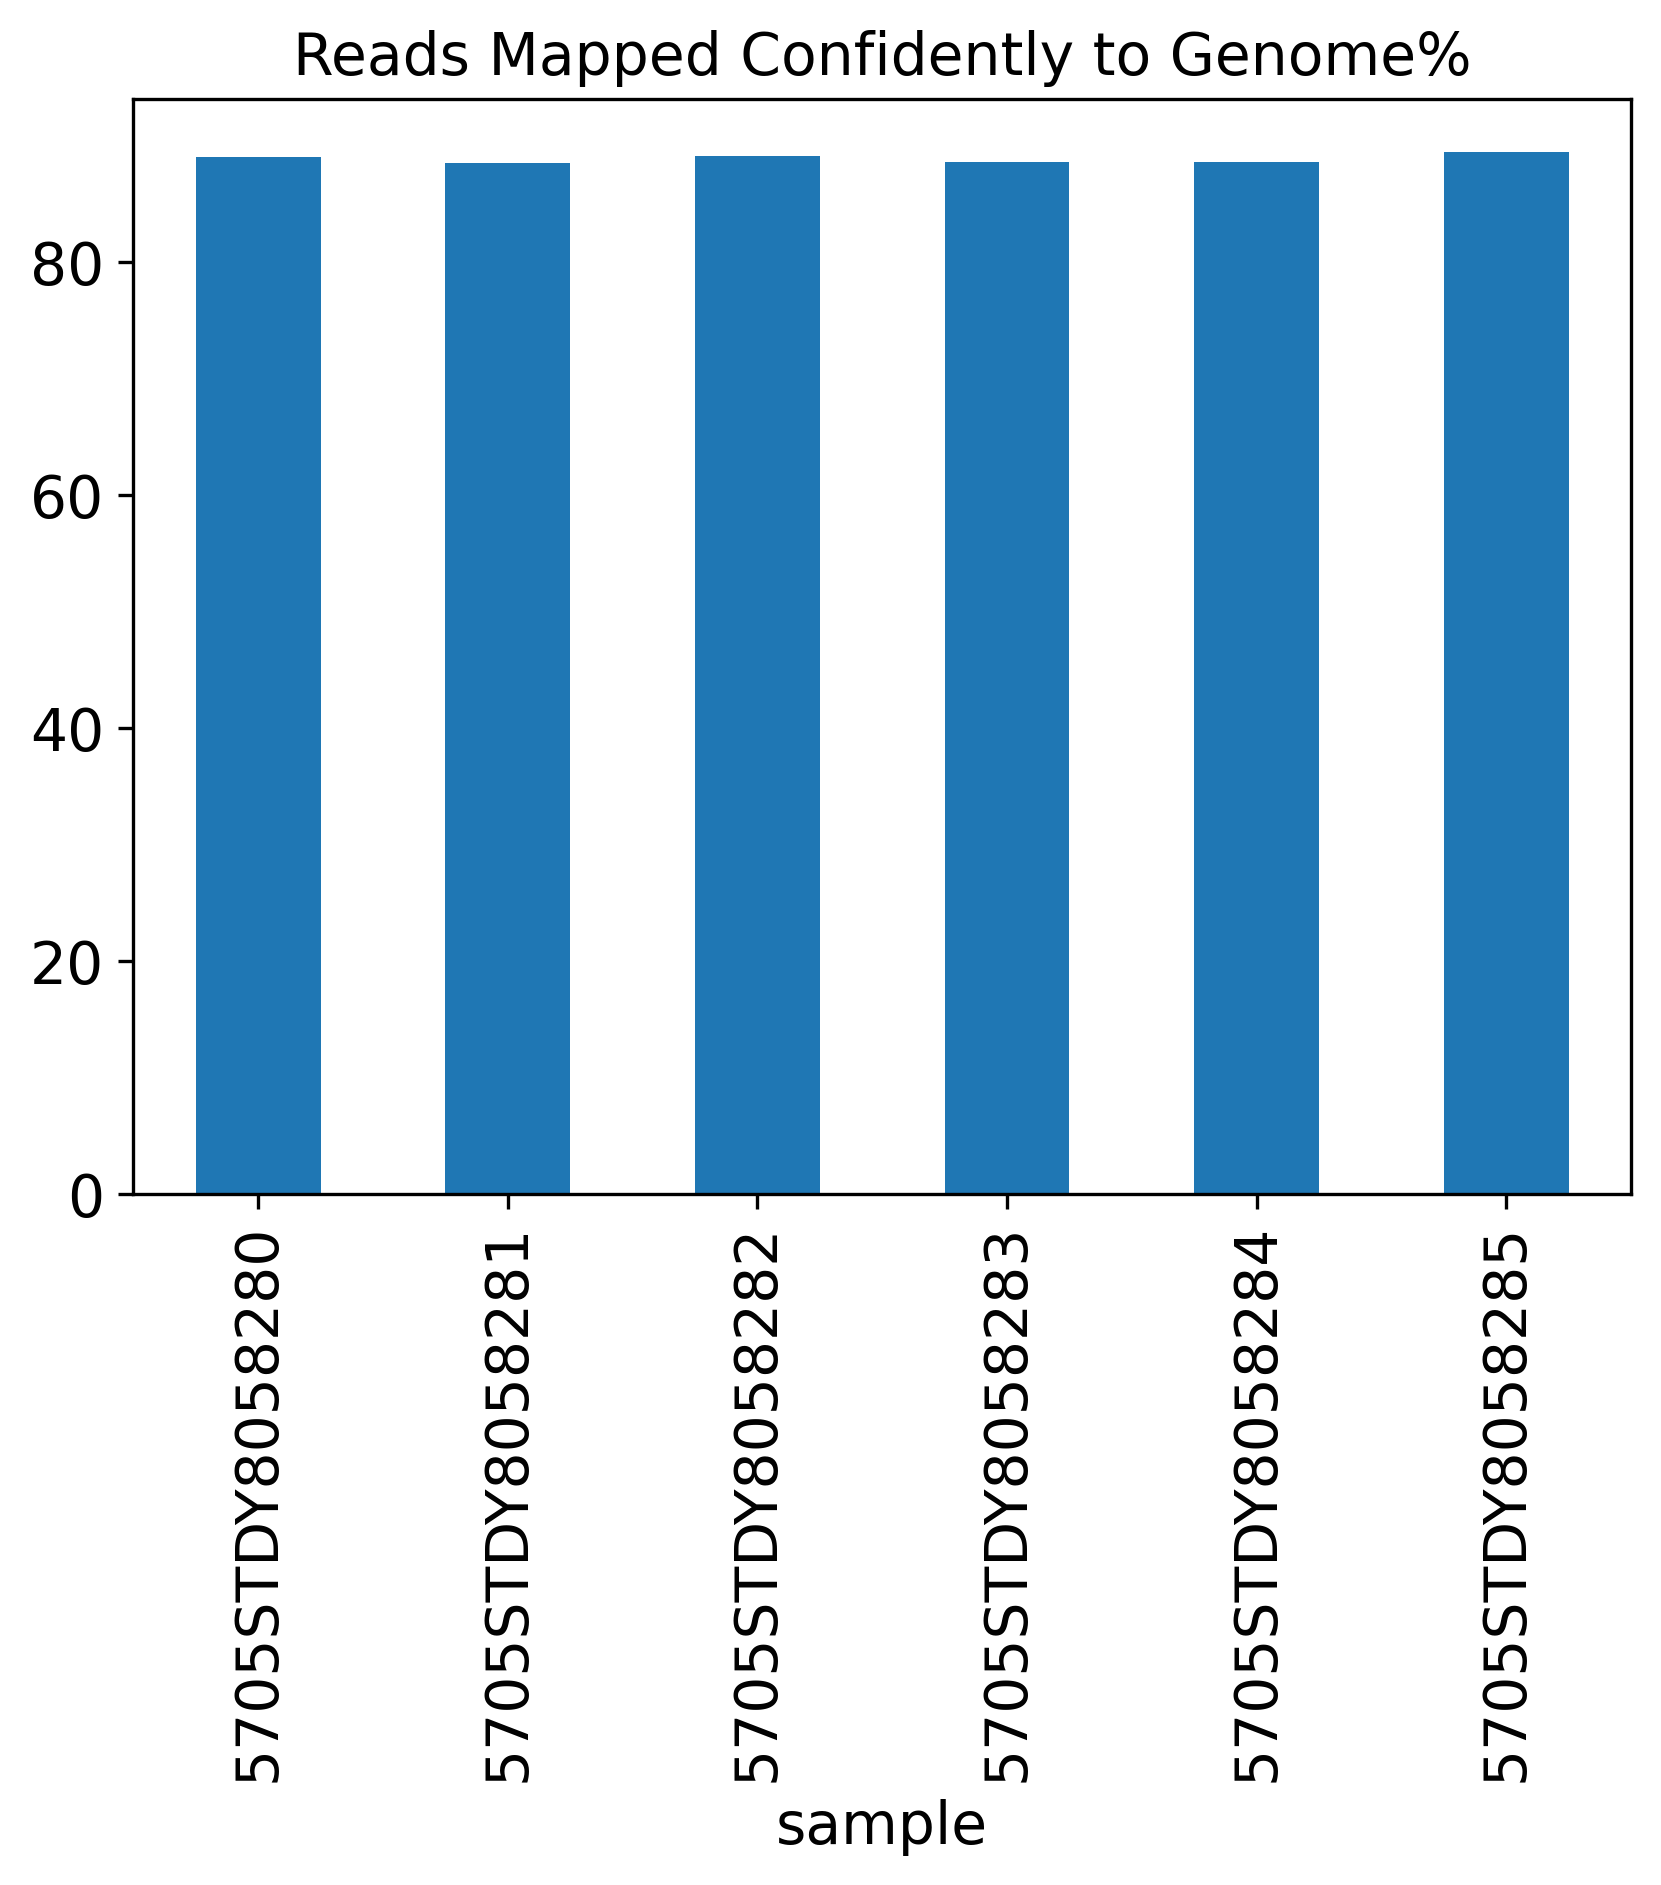 Reads Mapped Confidently to Genome%
80
60
40
20
0
5705STDY8058280
5705STDY8058281
5705STDY8058282
5705STDY8058283
5705STDY8058284
5705STDY8058285
sample